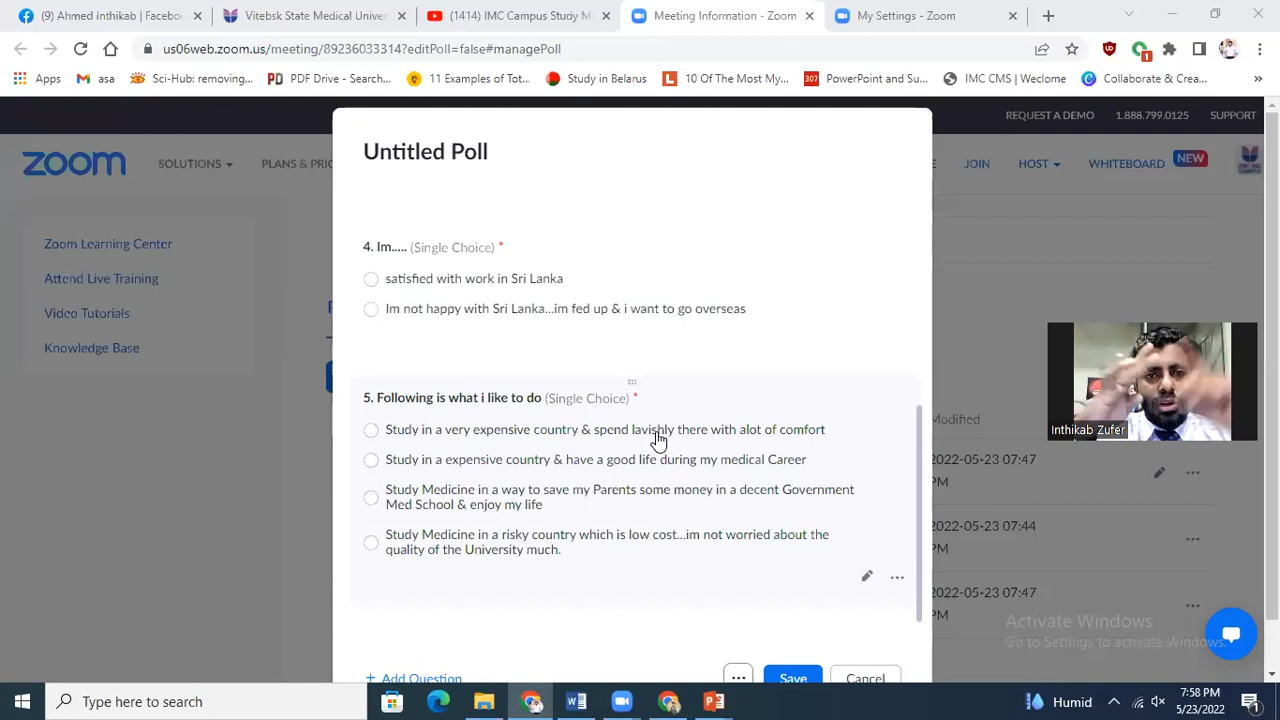 (9) Ahmed inthikab | Facebo
Vitebsk State Medical Univer
(1414) IMC Campus Study M
Meeting Information - Zoom
My Settings - Zoom
us06web.zoom.us/meeting/89236033314?editPoll=false#managePoll
1
Apps
asa
Sci-Hub: removing...
PDF Drive - Search...
11 Examples of Tot...
Study in Belarus
10 Of The Most My...
307
PowerPoint and Su...
IMC CMS | Weclome
Collaborate & Crea...
REQUEST A DEMO
1.888.799.0125
SUPPORT
zoom
SOLUTIONS
PLANS & PRIC
JOIN
HOST
WHITEBOARD
NEW
Zoom Learning Center
Attend Live Training
Video Tutorials
Knowledge Base
Untitled Poll
4. Im..... (Single Choice) *
satisfied with work in Sri Lanka
Im not happy with Sri Lanka...im fed up & i want to go overseas
5. Following is what i like to do (Single Choice) *
Study in a very expensive country & spend lavishly there with alot of comfort
Study in a expensive country & have a good life during my medical Career
Study Medicine in a way to save my Parents some money in a decent Government
Med School & enjoy my life
Study Medicine in a risky country which is low cost...im not worried about the
quality of the University much.
+ Add Question
Save
Cancel
Inthikab Zufer
Modified
2022-05-23 07:47
PM
2022-05-23 07:44
PM
2022-05-23 07:47
PM
Activate Windows
Go to Settings to activate Windows.
Type here to search
Humid
7:58 PM
5/23/2022
1